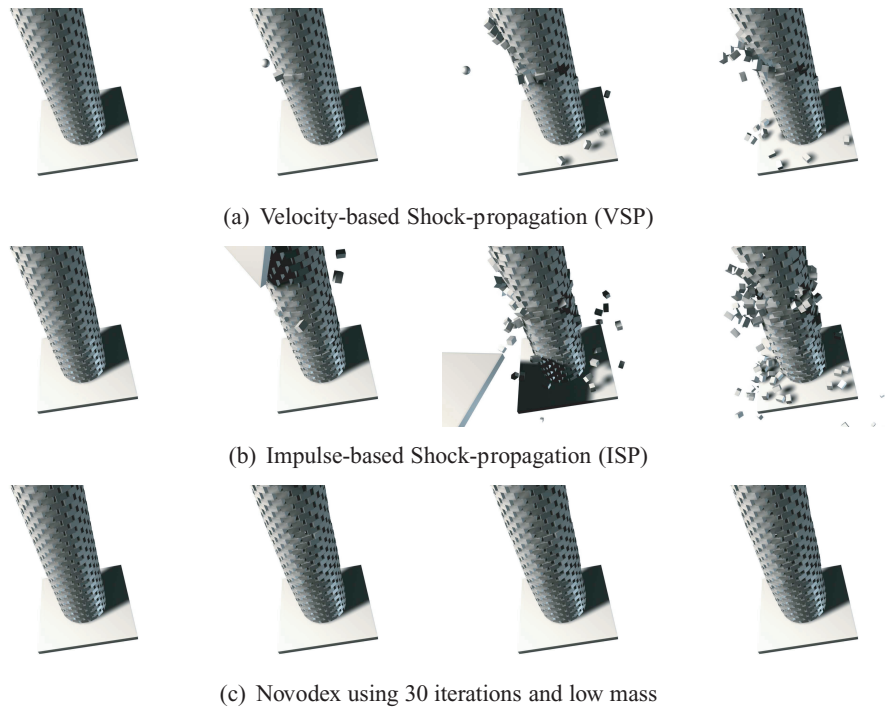 (a) Velocity-based Shock-propagation (VSP)
(b) Impulse-based Shock-propagation (ISP)
(c) Novodex using 30 iterations and low mass